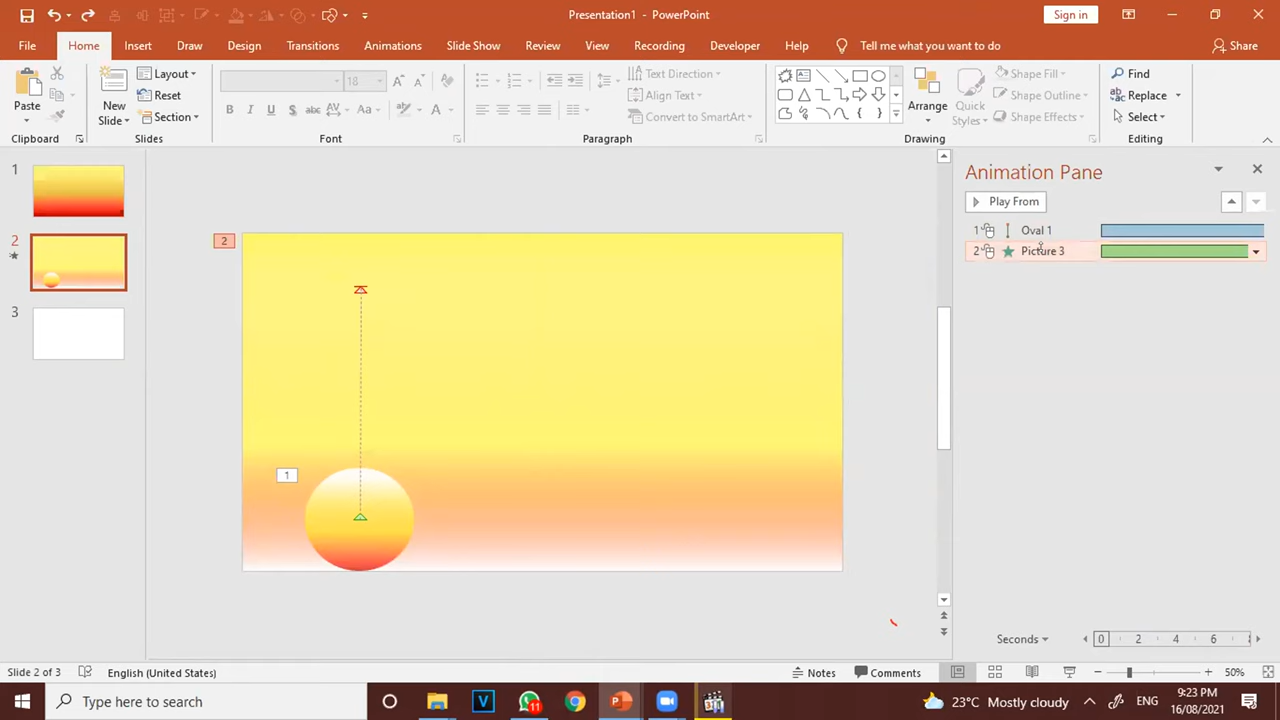 Presentation1 - PowerPoint
Sign in
File Home Insert Draw Design Transitions Animations Slide Show Review View Recording Developer Help Tell me what you want to do Share
Paste
Clipboard
New Slide
Layout
Reset
Section
Slides
18
B I U S abc AV Aa A
Font
Text Direction
Align Text
Convert to SmartArt
Paragraph
Arrange
Quick Styles
Shape Fill
Shape Outline
Shape Effects
Drawing
Find
Replace
Select
Editing
1
2
3
2
1
Animation Pane
Play From
1 Oval 1
2 Picture 3
Seconds 0 2 4 6
Slide 2 of 3 English (United States) Notes Comments 50%
Type here to search
11
23°C Mostly cloudy ENG
9:23 PM
16/08/2021